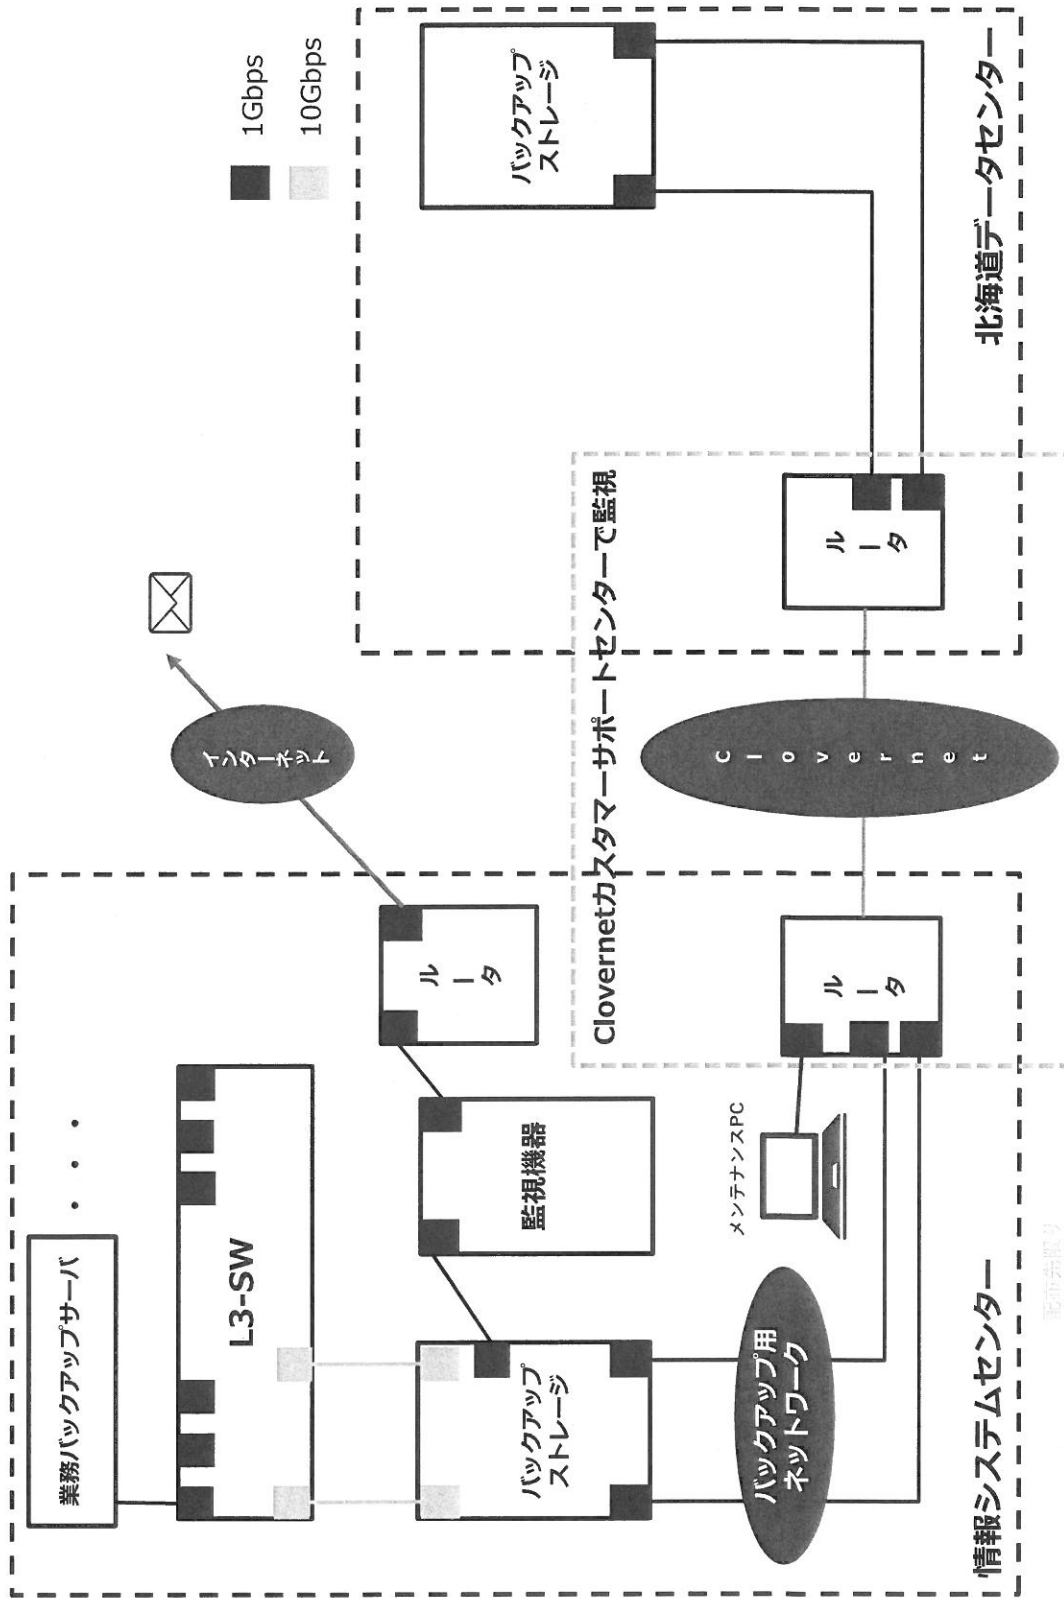 業務バックアップサーバ
・・・
L3-SW
バックアップ
ストレージ
監視機器
ルータ
インターネット
1Gbps
10Gbps
バックアップ
ストレージ
Clovernetカスタマーサポートセンターで監視
バックアップ用
ネットワーク
メンテナンスPC
ルータ
Clovernet
ルータ
情報システムセンター
北海道データセンター